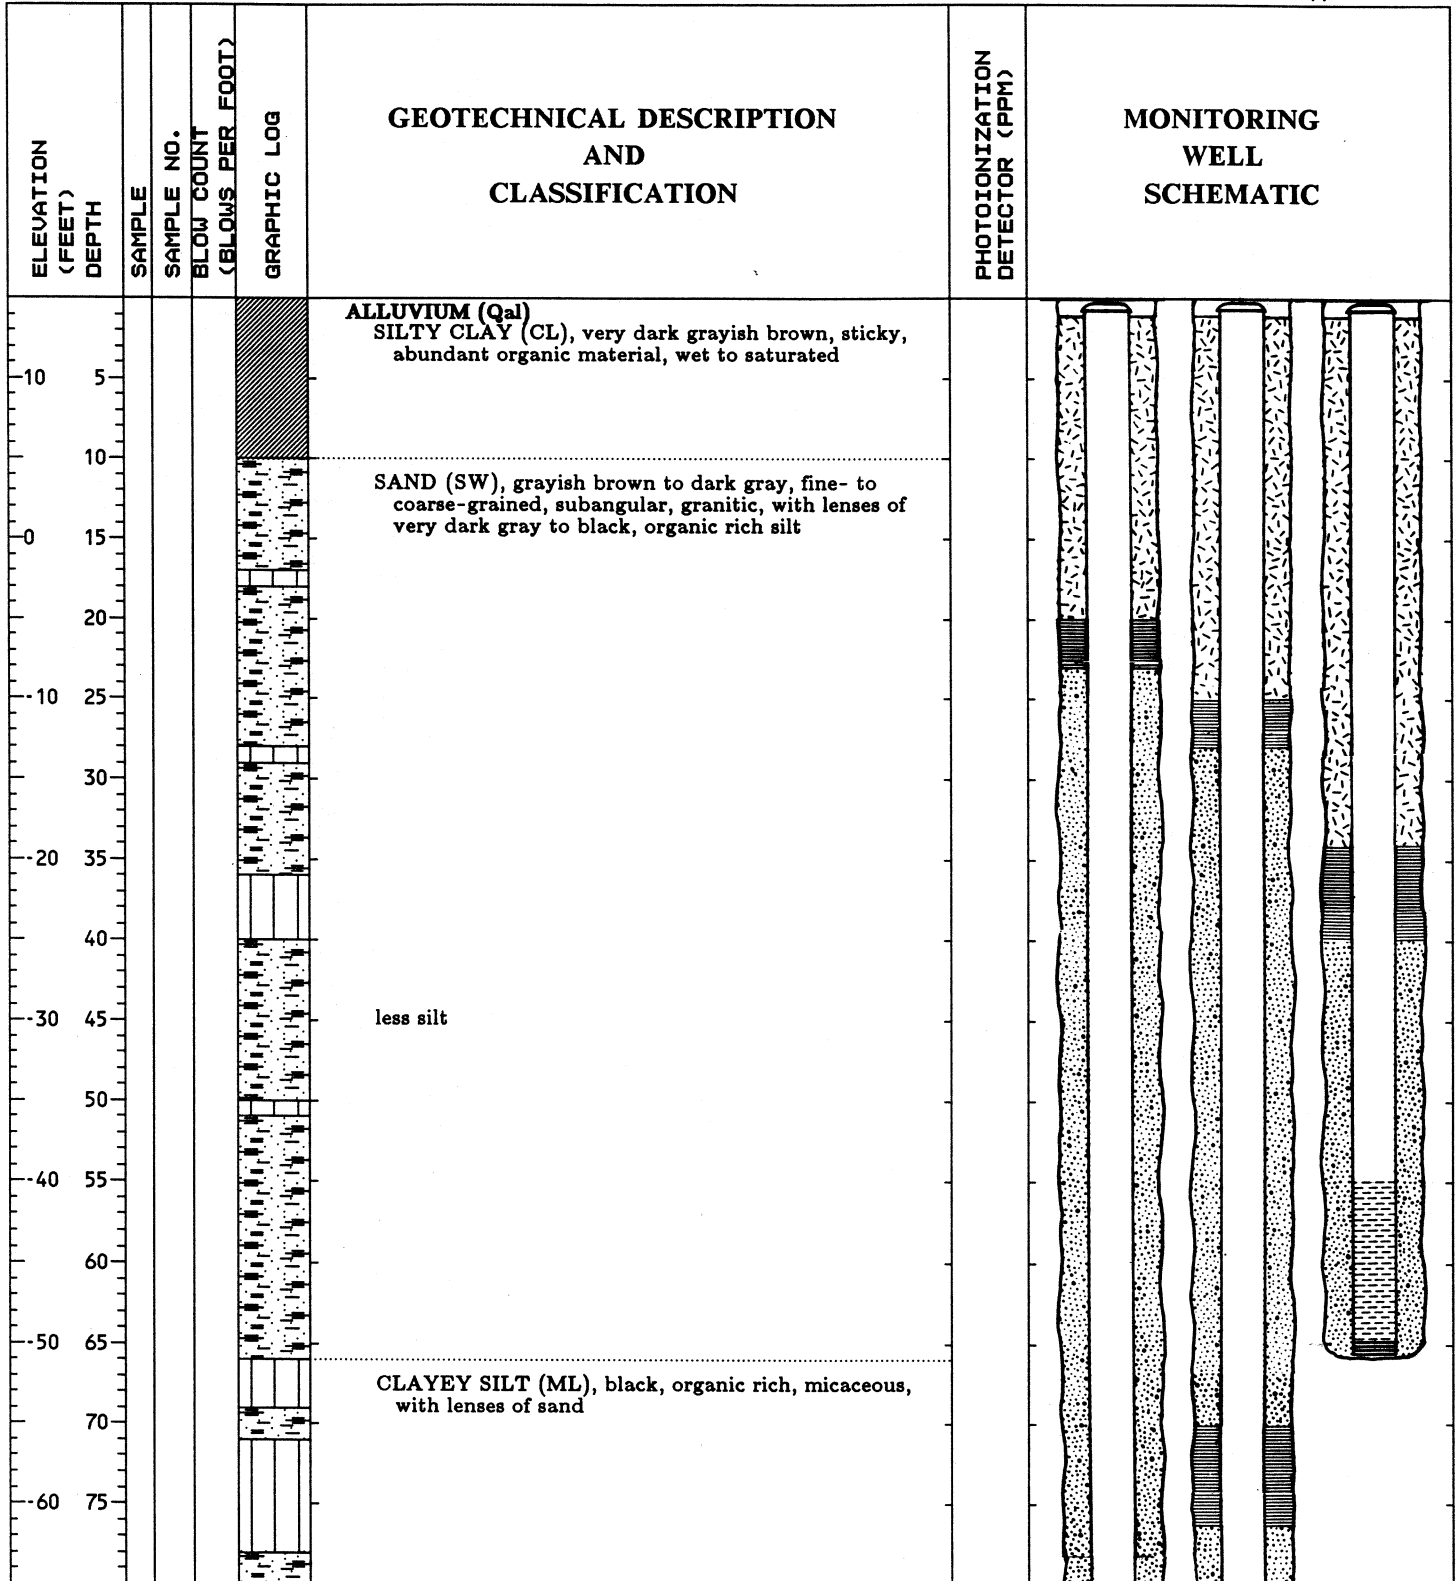 ELEVATION
(FEET)
DEPTH
SAMPLE
SAMPLE NO.
BLOW COUNT
(BLOWS PER FOOT)
GRAPHIC LOG
GEOTECHNICAL DESCRIPTION
AND
CLASSIFICATION
PHOTOIONIZATION
DETECTOR (PPM)
MONITORING
WELL
SCHEMATIC
ALLUVIUM (Qal)
SILTY CLAY (CL), very dark grayish brown, sticky,
abundant organic material, wet to saturated
10 5
10
SAND (SW), grayish brown to dark gray, fine- to
coarse-grained, subangular, granitic, with lenses of
very dark gray to black, organic rich silt
0 15
20
-10 25
30
-20 35
40
-30 45
less silt
50
-40 55
60
-50 65
CLAYEY SILT (ML), black, organic rich, micaceous,
with lenses of sand
70
-60 75